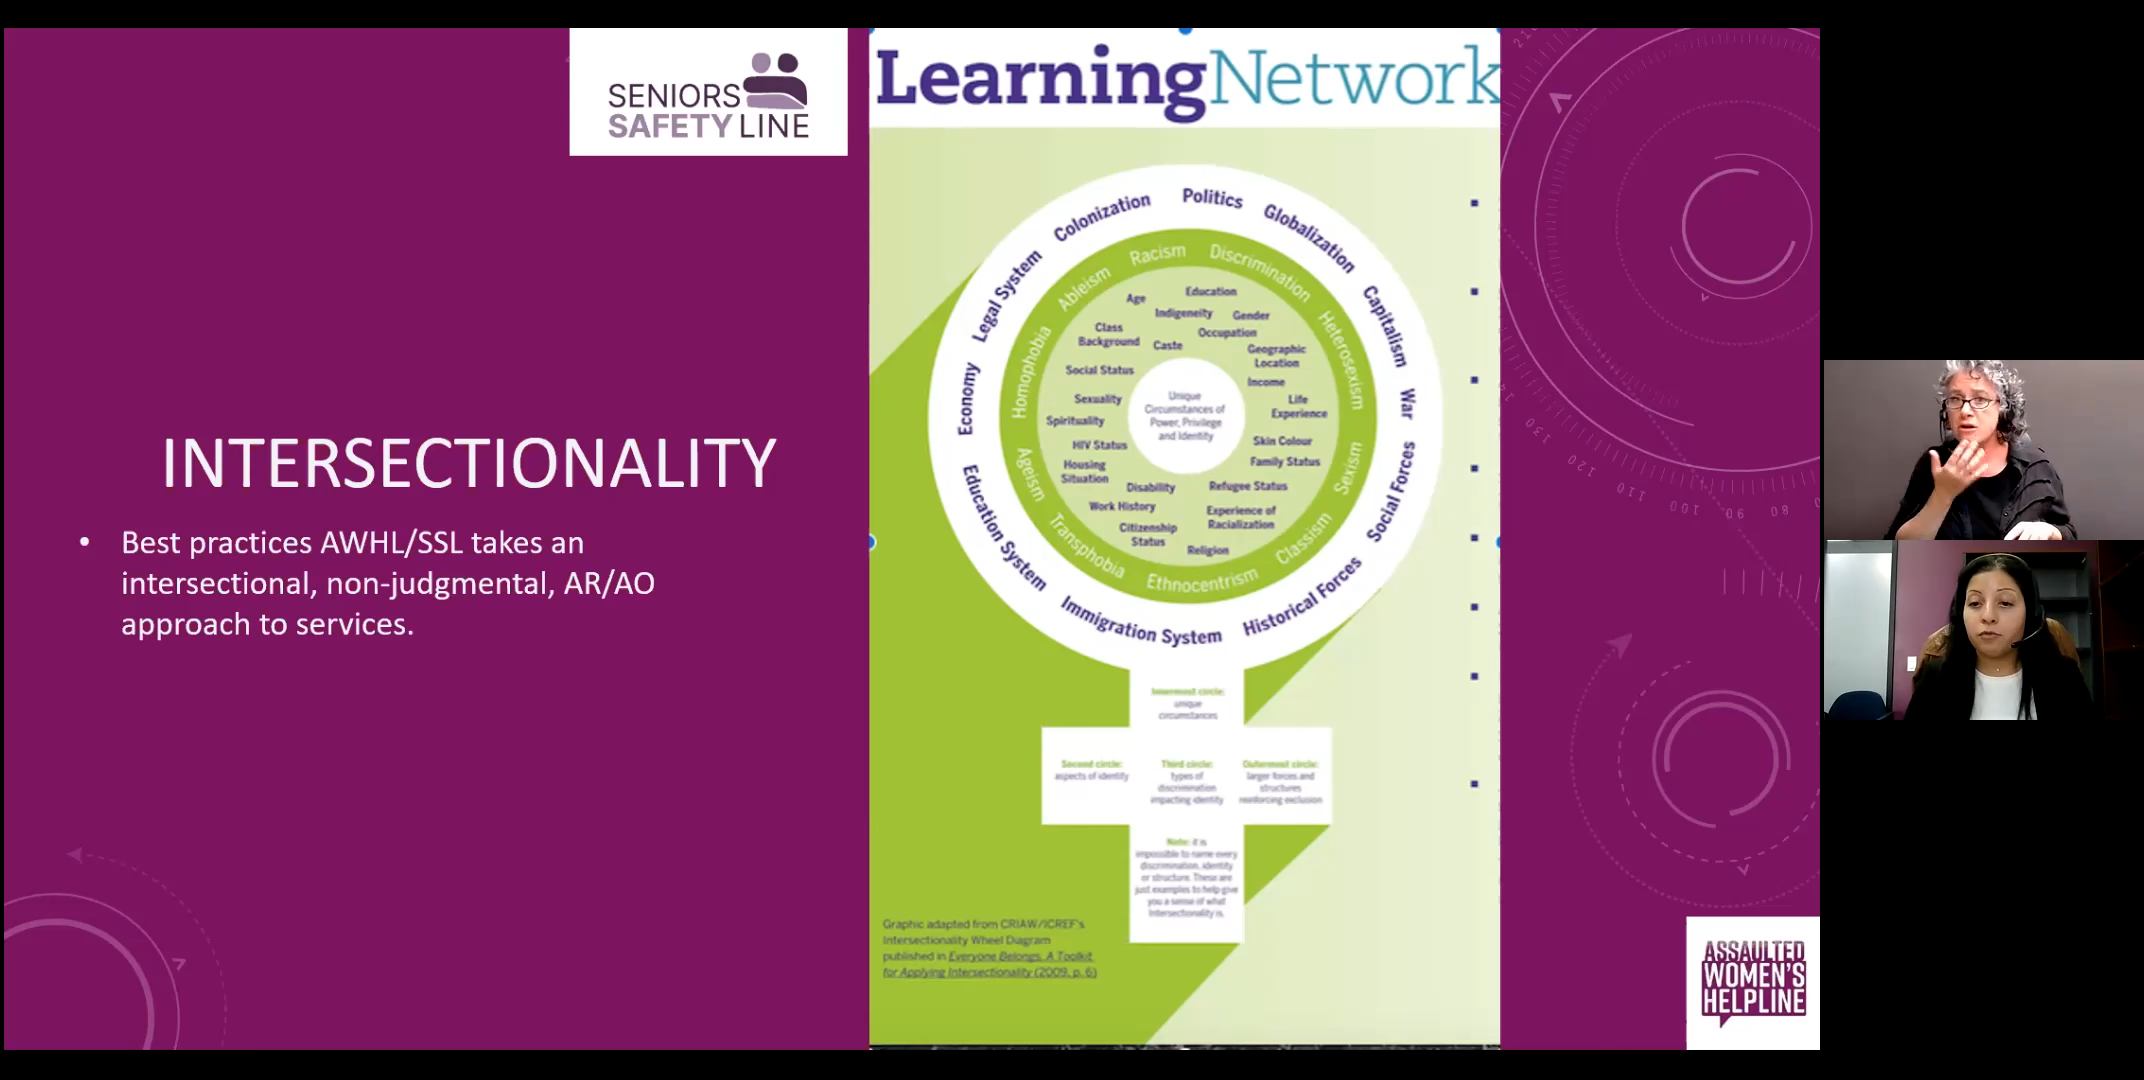 SENIORS
SAFETY LINE
LearningNetwork
INTERSECTIONALITY
• Best practices AWHL/SSL takes an
intersectional, non-judgmental, AR/AO
approach to services.
Politics
Globalization
Capitalism
War
Social Forces
Historical Forces
Immigration System
Education System
Economy
Legal System
Colonization
Racism
Discrimination
Heterosexism
Sexism
Classism
Ethnocentrism
Transphobia
Ageism
Homophobia
Ableism
Age
Education
Indigeneity
Gender
Occupation
Class
Background
Caste
Geographic
Location
Social Status
Income
Sexuality
Life
Experience
Spirituality
HIV Status
Skin Colour
Housing
Situation
Family Status
Disability
Refugee Status
Work History
Experience of
Racialization
Citizenship
Status
Religion
Unique
Circumstances of
Power, Privilege
and Identity
Innermost circle:
unique
circumstances
Second circle:
aspects of identity
Third circle:
types of
discrimination
impacting identity
Outermost circle:
larger forces and
structures
reinforcing exclusion
Note: it is
impossible to name every
discrimination, identity
or structure. These are
just examples to help give
you a sense of what
intersectionality is.
Graphic adapted from CRIAW/ICREF's
Intersectionality Wheel Diagram
published in Everyone Belongs. A Toolkit
for Applying Intersectionality (2009, p. 6)
130
120
110
100
90
80
ASSAULTED
WOMEN'S
HELPLINE